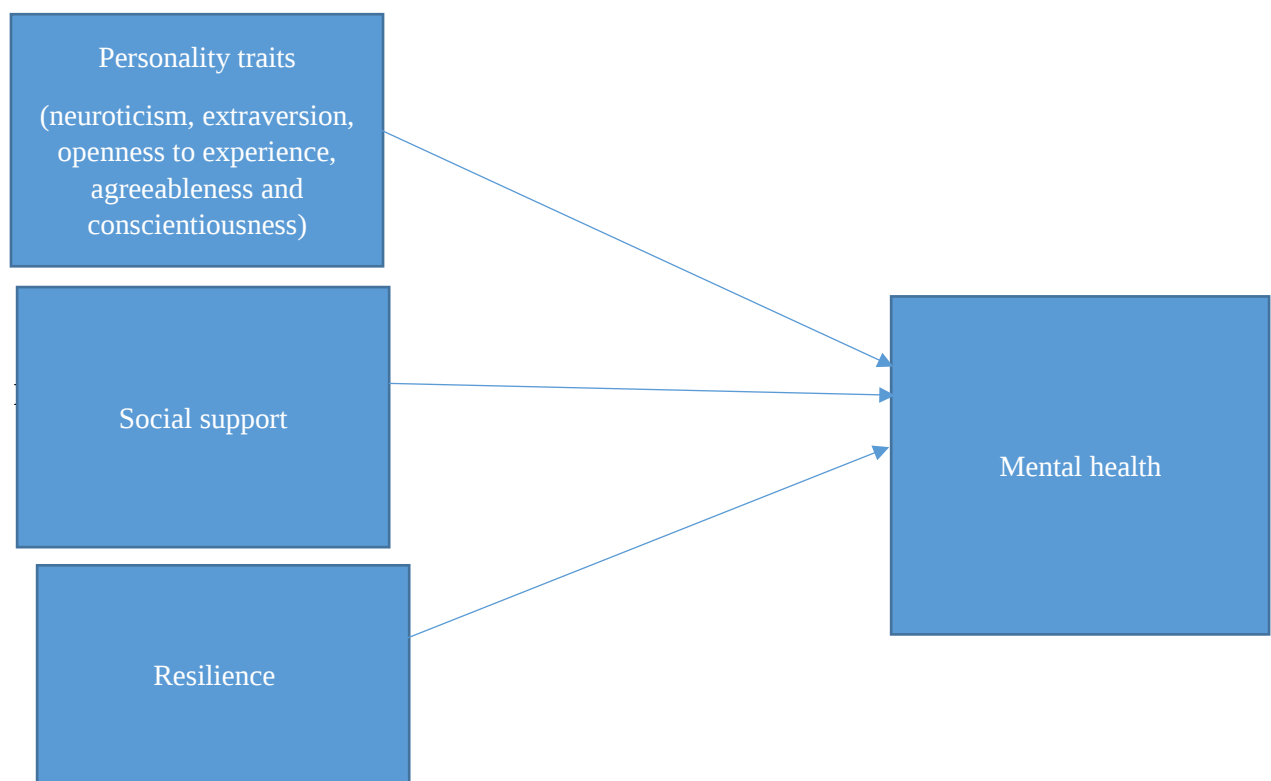 Personality traits
(neuroticism, extraversion,
openness to experience,
agreeableness and
conscientiousness)
Social support
Mental health
Resilience